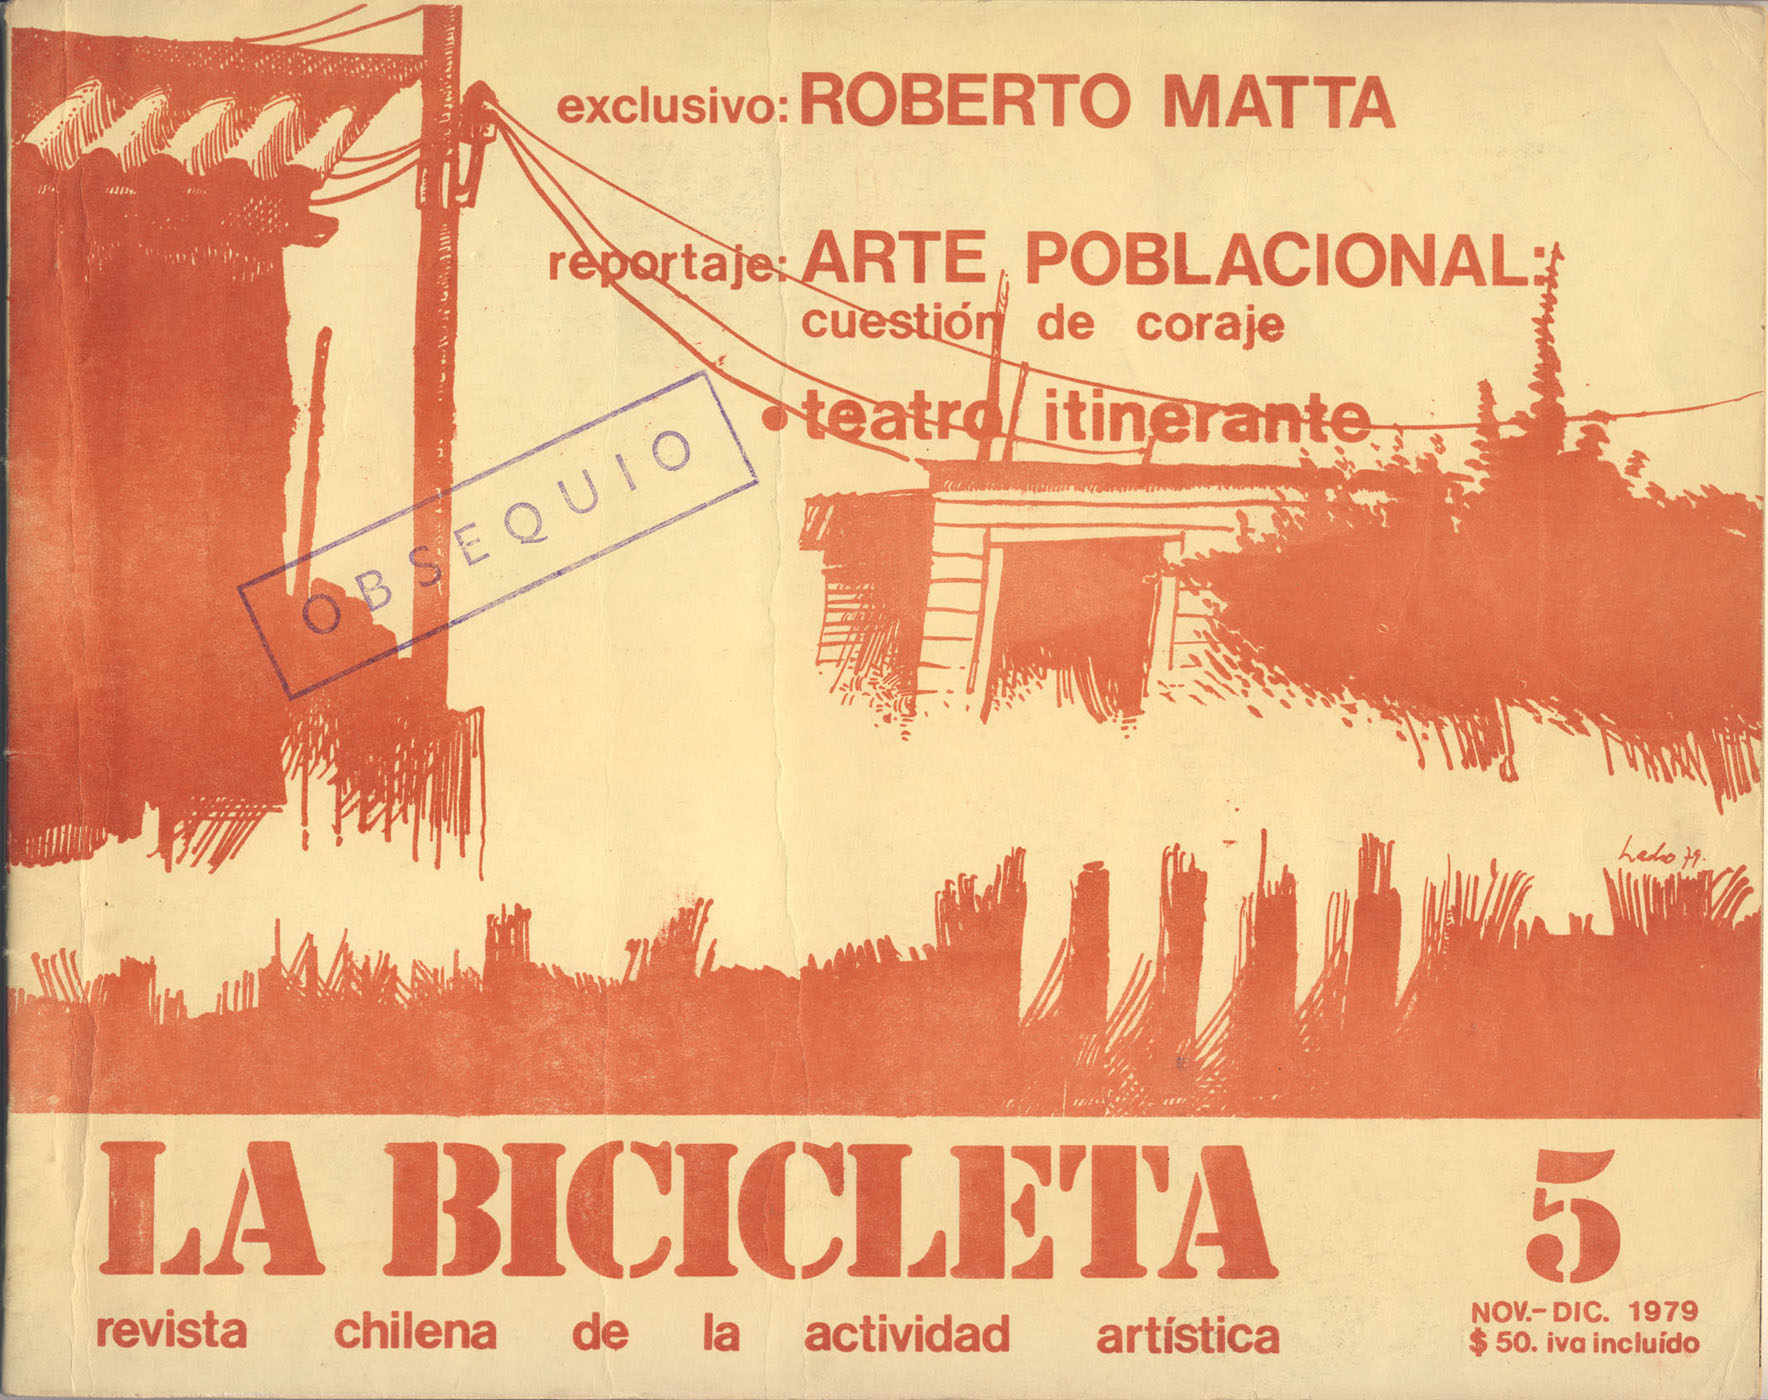 exclusivo: ROBERTO MATTA
reportaje: ARTE POBLACIONAL:
cuestión de coraje
• teatro itinerante
OBSEQUIO
79.
LA BICICLETA 5
revista chilena de la actividad artística
NOV.-DIC. 1979
$ 50. iva incluído